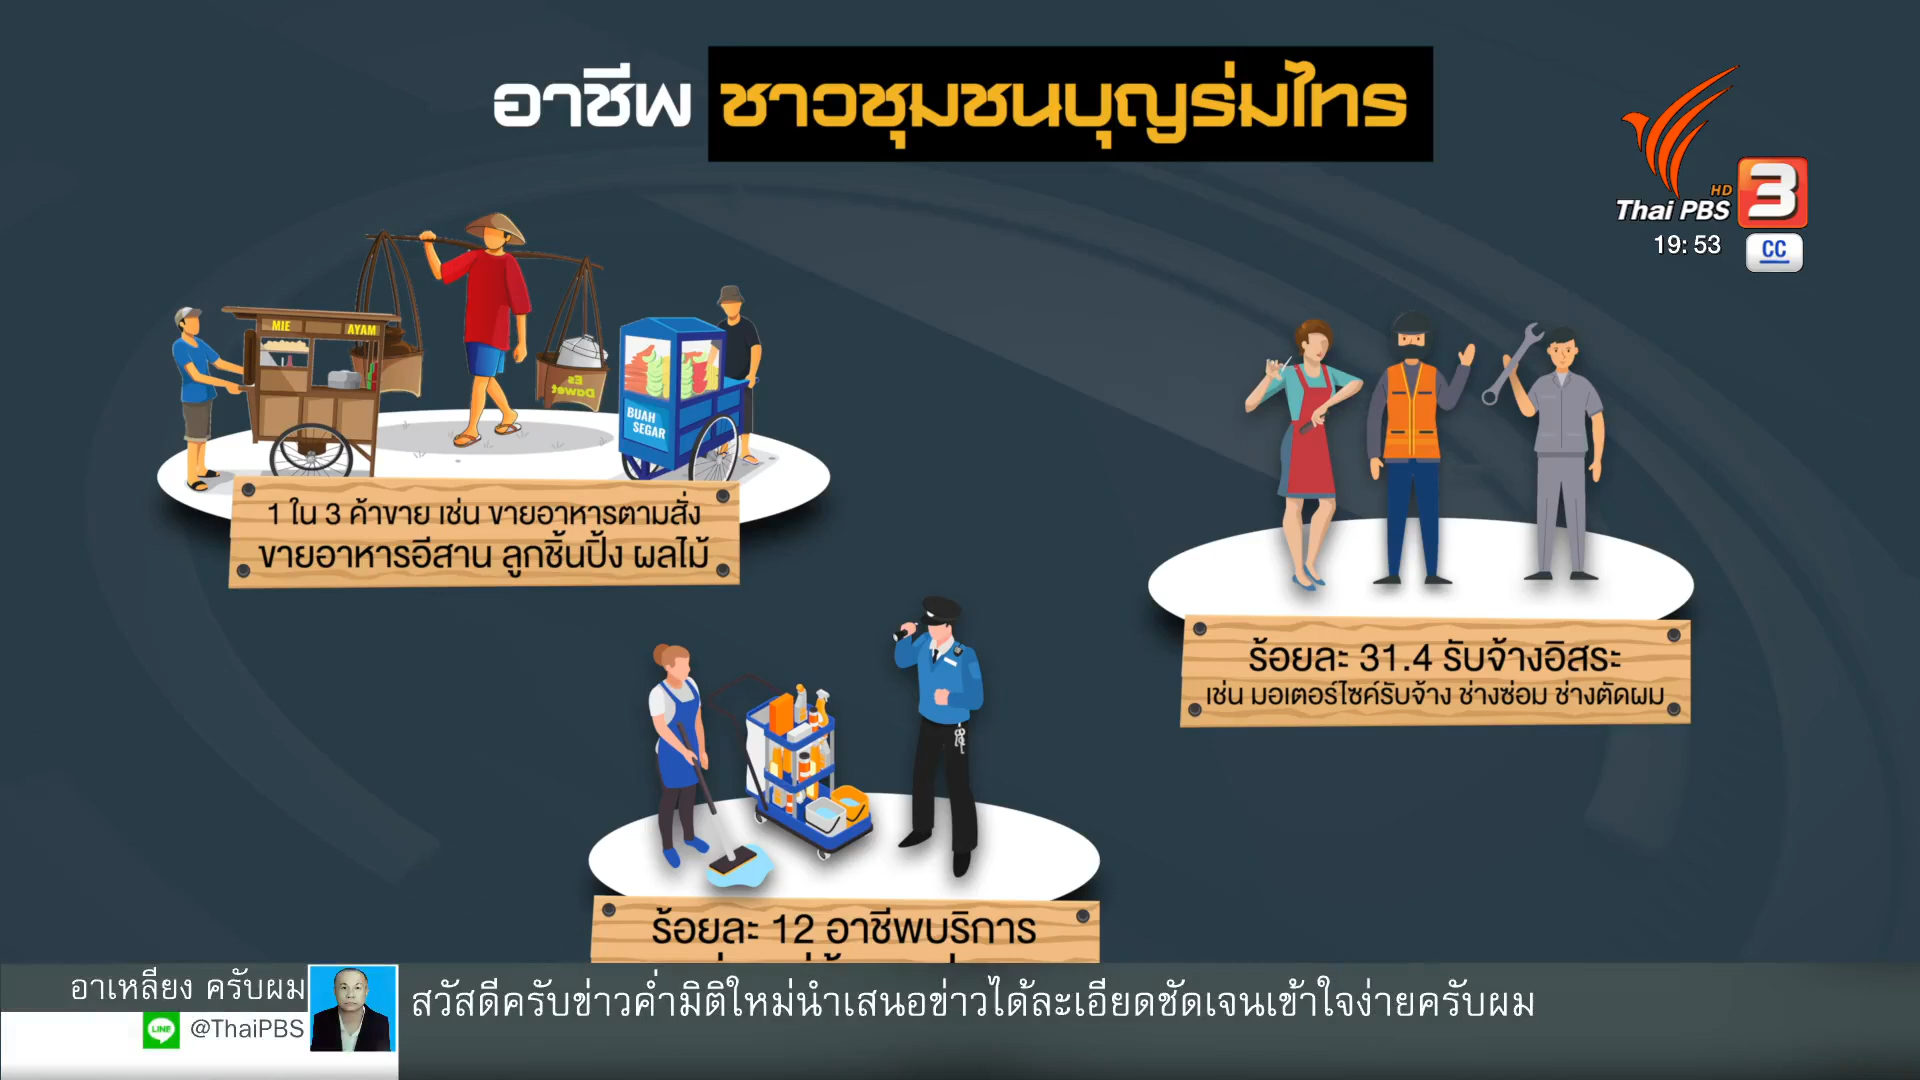 อาชีพ ชาวชุมชนบุญร่มไทร
HD
Thai PBS 3
19:53
CC
MIE AYAM
Es Dawet
BUAH
SEGAR
1 ใน 3 ค้าขาย เช่น ขายอาหารตามสั่ง
ขายอาหารอีสาน ลูกชิ้นปิ้ง ผลไม้
ร้อยละ 31.4 รับจ้างอิสระ
เช่น มอเตอร์ไซค์รับจ้าง ช่างซ่อม ช่างตัดผม
ร้อยละ 12 อาชีพบริการ
อาเหลียง ครับผม
LINE @ThaiPBS
สวัสดีครับข่าวค่ำมิติใหม่นำเสนอข่าวได้ละเอียดชัดเจนเข้าใจง่ายครับผม